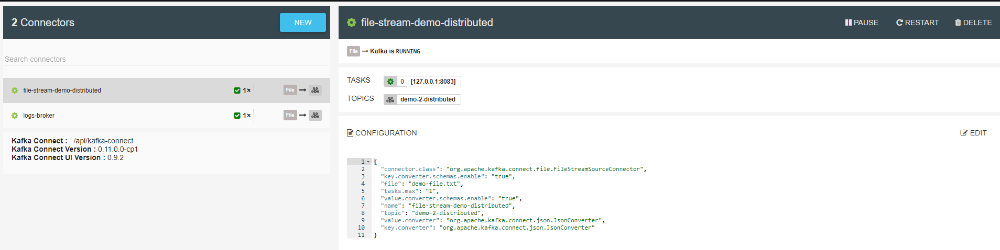 2 Connectors
NEW
Search connectors
file-stream-demo-distributed 1× File
logs-broker 1× File
Kafka Connect : /api/kafka-connect
Kafka Connect Version : 0.11.0.0-cp1
Kafka Connect UI Version : 0.9.2
file-stream-demo-distributed
PAUSE RESTART DELETE
File → Kafka is RUNNING
TASKS 0 [127.0.0.1:8083]
TOPICS demo-2-distributed
CONFIGURATION
EDIT
1 {
2 "connector.class": "org.apache.kafka.connect.file.FileStreamSourceConnector",
3 "key.converter.schemas.enable": "true",
4 "file": "demo-file.txt",
5 "tasks.max": "1",
6 "value.converter.schemas.enable": "true",
7 "name": "file-stream-demo-distributed",
8 "topic": "demo-2-distributed",
9 "value.converter": "org.apache.kafka.connect.json.JsonConverter",
10 "key.converter": "org.apache.kafka.connect.json.JsonConverter"
11 }